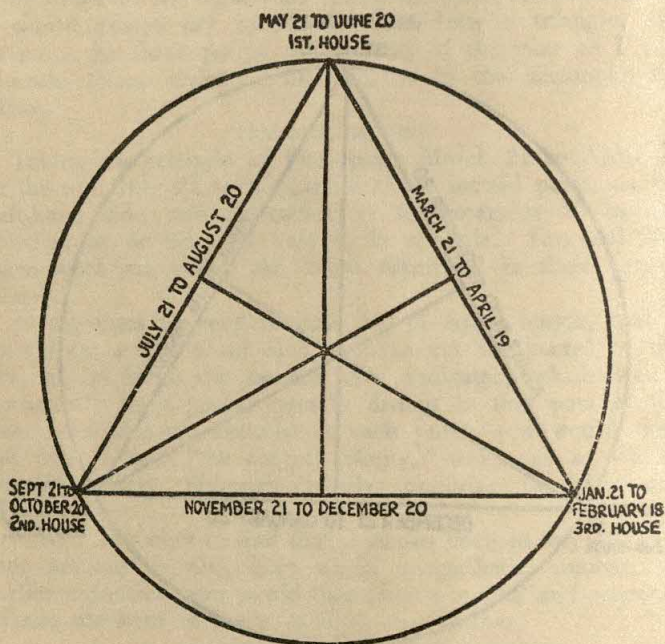 MAY 21 TO JUNE 20
1ST. HOUSE
JULY 21 TO AUGUST 20
MARCH 21 TO APRIL 19
SEPT 21 TO
OCTOBER 20
2ND. HOUSE
NOVEMBER 21 TO DECEMBER 20
JAN. 21 TO
FEBRUARY 18
3RD. HOUSE